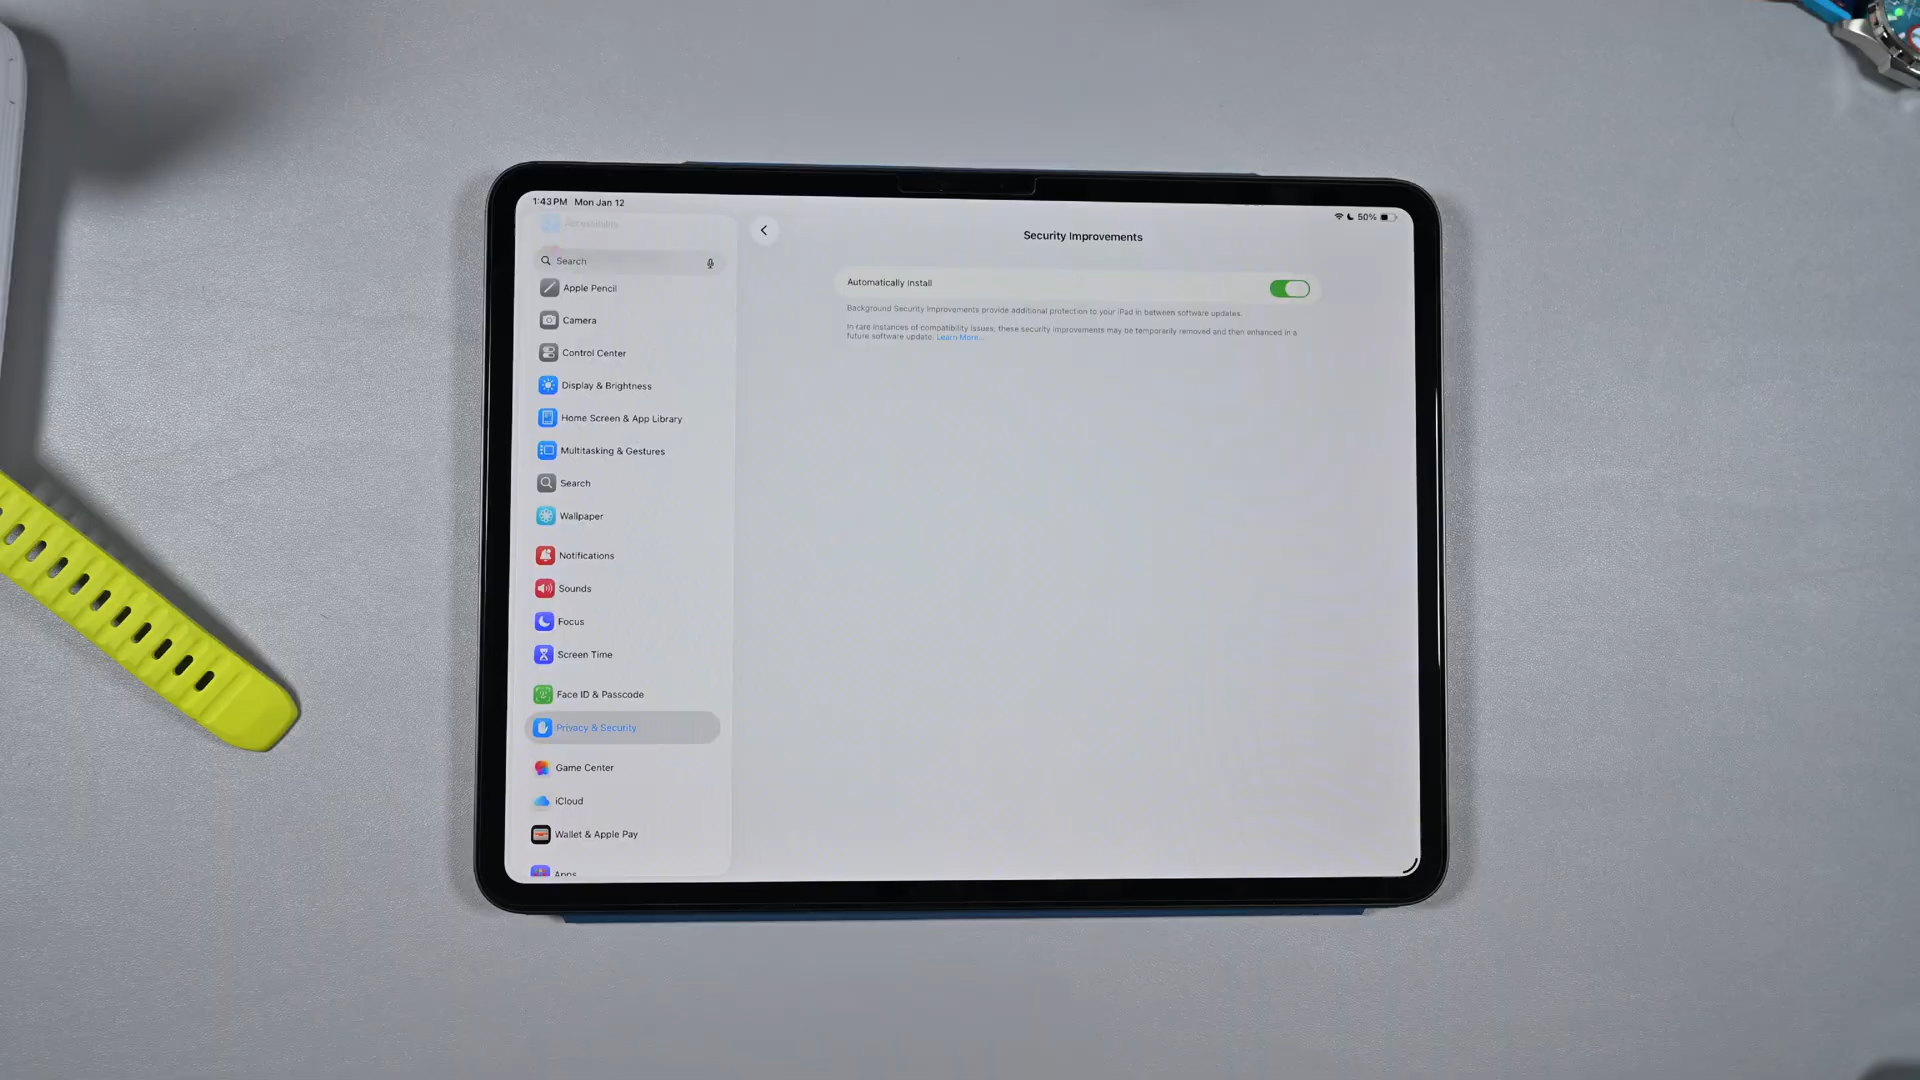 1:43 PM Mon Jan 12
50%
Accessibility
Search
Apple Pencil
Camera
Control Center
Display & Brightness
Home Screen & App Library
Multitasking & Gestures
Search
Wallpaper
Notifications
Sounds
Focus
Screen Time
Face ID & Passcode
Privacy & Security
Game Center
iCloud
Wallet & Apple Pay
Apps
Security Improvements
Automatically Install
Background Security Improvements provide additional protection to your iPad in between software updates.
In rare instances of compatibility issues, these security improvements may be temporarily removed and then enhanced in a
future software update. Learn More...